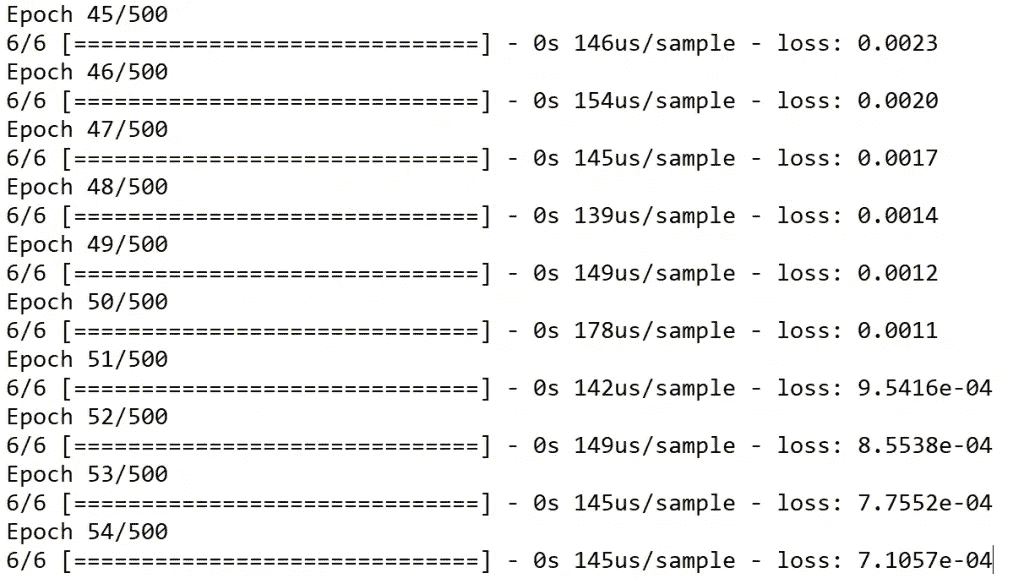 Epoch 45/500
6/6 [==============================] - 0s 146us/sample - loss: 0.0023
Epoch 46/500
6/6 [==============================] - 0s 154us/sample - loss: 0.0020
Epoch 47/500
6/6 [==============================] - 0s 145us/sample - loss: 0.0017
Epoch 48/500
6/6 [==============================] - 0s 139us/sample - loss: 0.0014
Epoch 49/500
6/6 [==============================] - 0s 149us/sample - loss: 0.0012
Epoch 50/500
6/6 [==============================] - 0s 178us/sample - loss: 0.0011
Epoch 51/500
6/6 [==============================] - 0s 142us/sample - loss: 9.5416e-04
Epoch 52/500
6/6 [==============================] - 0s 149us/sample - loss: 8.5538e-04
Epoch 53/500
6/6 [==============================] - 0s 145us/sample - loss: 7.7552e-04
Epoch 54/500
6/6 [==============================] - 0s 145us/sample - loss: 7.1057e-04